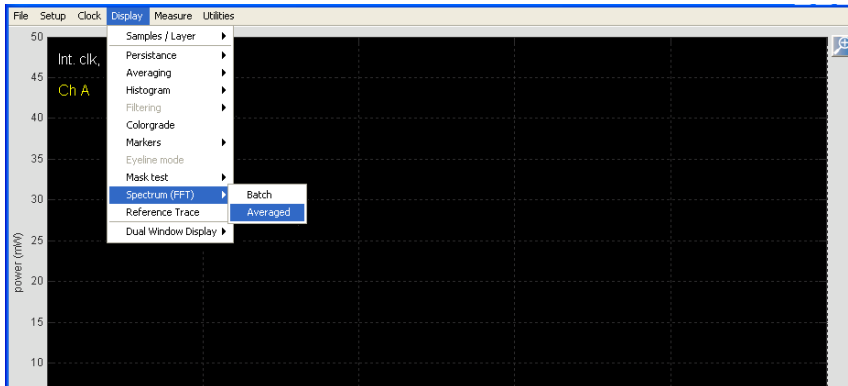 File Setup Clock Display Measure Utilities
50
Int. clk,
45
Ch A
40
35
30
25
20
15
10
power (mW)
Samples / Layer
Persistance
Averaging
Histogram
Filtering
Colorgrade
Markers
Eyeline mode
Mask test
Spectrum (FFT)
Reference Trace
Dual Window Display
Batch
Averaged